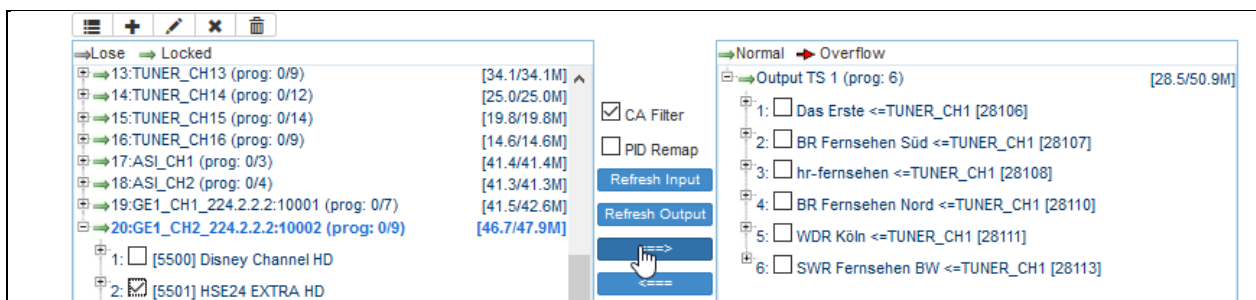 ⇒Lose ⇒ Locked
13:TUNER_CH13 (prog: 0/9) [34.1/34.1M]
14:TUNER_CH14 (prog: 0/12) [25.0/25.0M]
15:TUNER_CH15 (prog: 0/14) [19.8/19.8M]
16:TUNER_CH16 (prog: 0/9) [14.6/14.6M]
17:ASI_CH1 (prog: 0/3) [41.4/41.4M]
18:ASI_CH2 (prog: 0/4) [41.3/41.3M]
19:GE1_CH1_224.2.2.2:10001 (prog: 0/7) [41.5/42.6M]
20:GE1_CH2_224.2.2.2:10002 (prog: 0/9) [46.7/47.9M]
1: [5500] Disney Channel HD
2: [5501] HSE24 EXTRA HD
CA Filter
PID Remap
Refresh Input
Refresh Output
===>
<===
⇒Normal ➔ Overflow
Output TS 1 (prog: 6) [28.5/50.9M]
1: Das Erste <=TUNER_CH1 [28106]
2: BR Fernsehen Süd <=TUNER_CH1 [28107]
3: hr-fernsehen <=TUNER_CH1 [28108]
4: BR Fernsehen Nord <=TUNER_CH1 [28110]
5: WDR Köln <=TUNER_CH1 [28111]
6: SWR Fernsehen BW <=TUNER_CH1 [28113]